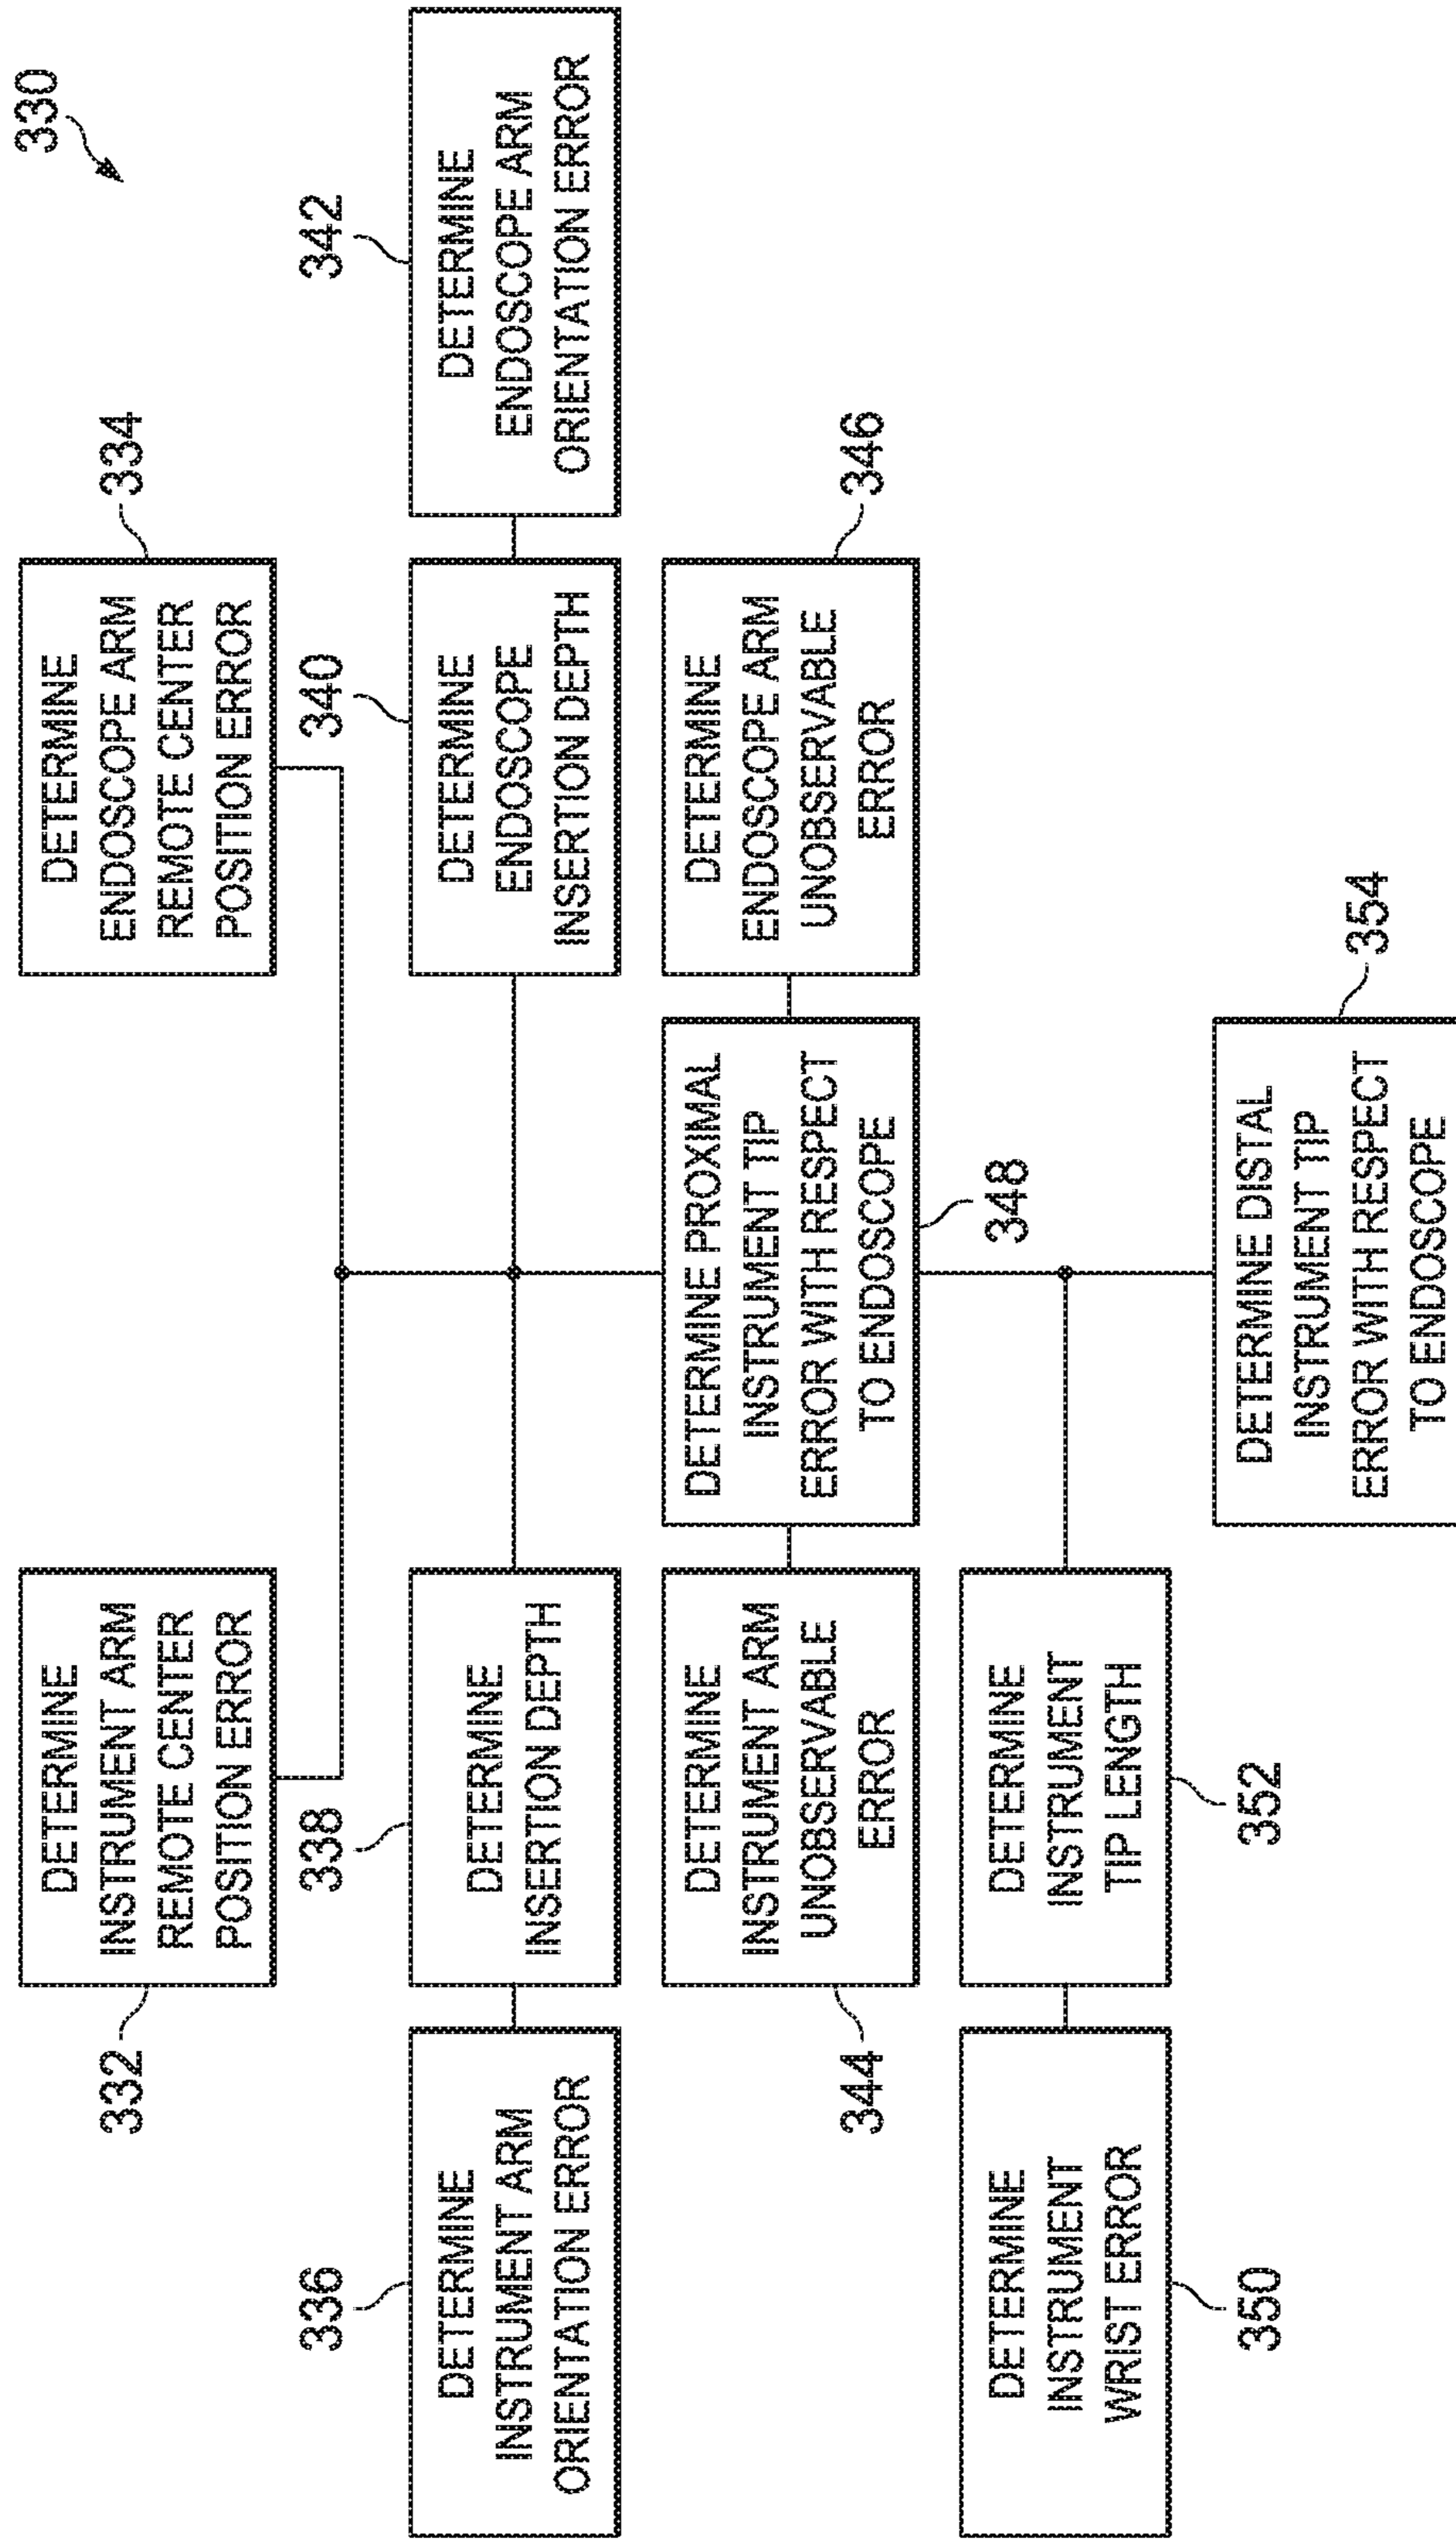 330
332
DETERMINE
INSTRUMENT ARM
REMOTE CENTER
POSITION ERROR
DETERMINE
ENDOSCOPE ARM
REMOTE CENTER
POSITION ERROR
334
336
DETERMINE
INSTRUMENT ARM
ORIENTATION ERROR
338
DETERMINE
INSERTION DEPTH
340
DETERMINE
ENDOSCOPE
INSERTION DEPTH
342
DETERMINE
ENDOSCOPE ARM
ORIENTATION ERROR
344
DETERMINE
INSTRUMENT ARM
UNOBSERVABLE
ERROR
DETERMINE PROXIMAL
INSTRUMENT TIP
ERROR WITH RESPECT
TO ENDOSCOPE
348
DETERMINE
ENDOSCOPE ARM
UNOBSERVABLE
ERROR
346
DETERMINE
INSTRUMENT
WRIST ERROR
350
DETERMINE
INSTRUMENT
TIP LENGTH
352
DETERMINE DISTAL
INSTRUMENT TIP
ERROR WITH RESPECT
TO ENDOSCOPE
354